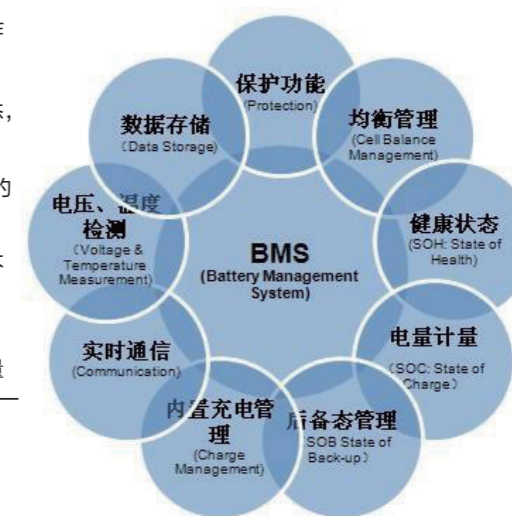 保护功能
(Protection)
均衡管理
(Cell Balance
Management)
健康状态
(SOH: State of
Health)
电量计量
(SOC: State of
Charge)
后备态管理
(SOB State of
Back-up)
内置充电管
理
(Charge
Management)
实时通信
(Communication)
电压、温度
检测
(Voltage &
Temperature
Measurement)
数据存储
(Data Storage)
BMS
(Battery Management
System)
,
的